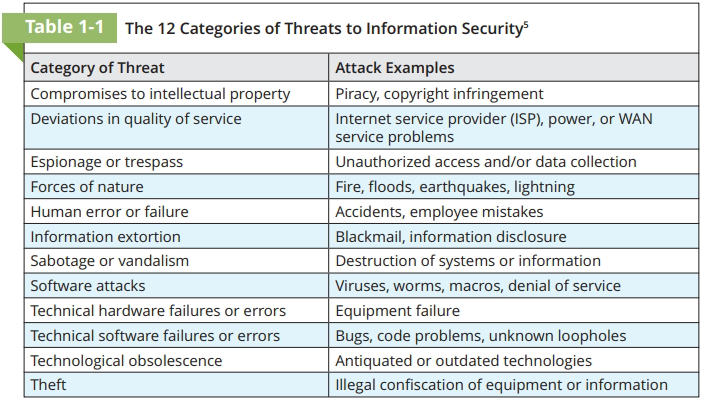 Table 1-1 The 12 Categories of Threats to Information Security5
Category of Threat Attack Examples
Compromises to intellectual property Piracy, copyright infringement
Deviations in quality of service Internet service provider (ISP), power, or WAN
service problems
Espionage or trespass Unauthorized access and/or data collection
Forces of nature Fire, floods, earthquakes, lightning
Human error or failure Accidents, employee mistakes
Information extortion Blackmail, information disclosure
Sabotage or vandalism Destruction of systems or information
Software attacks Viruses, worms, macros, denial of service
Technical hardware failures or errors Equipment failure
Technical software failures or errors Bugs, code problems, unknown loopholes
Technological obsolescence Antiquated or outdated technologies
Theft Illegal confiscation of equipment or information